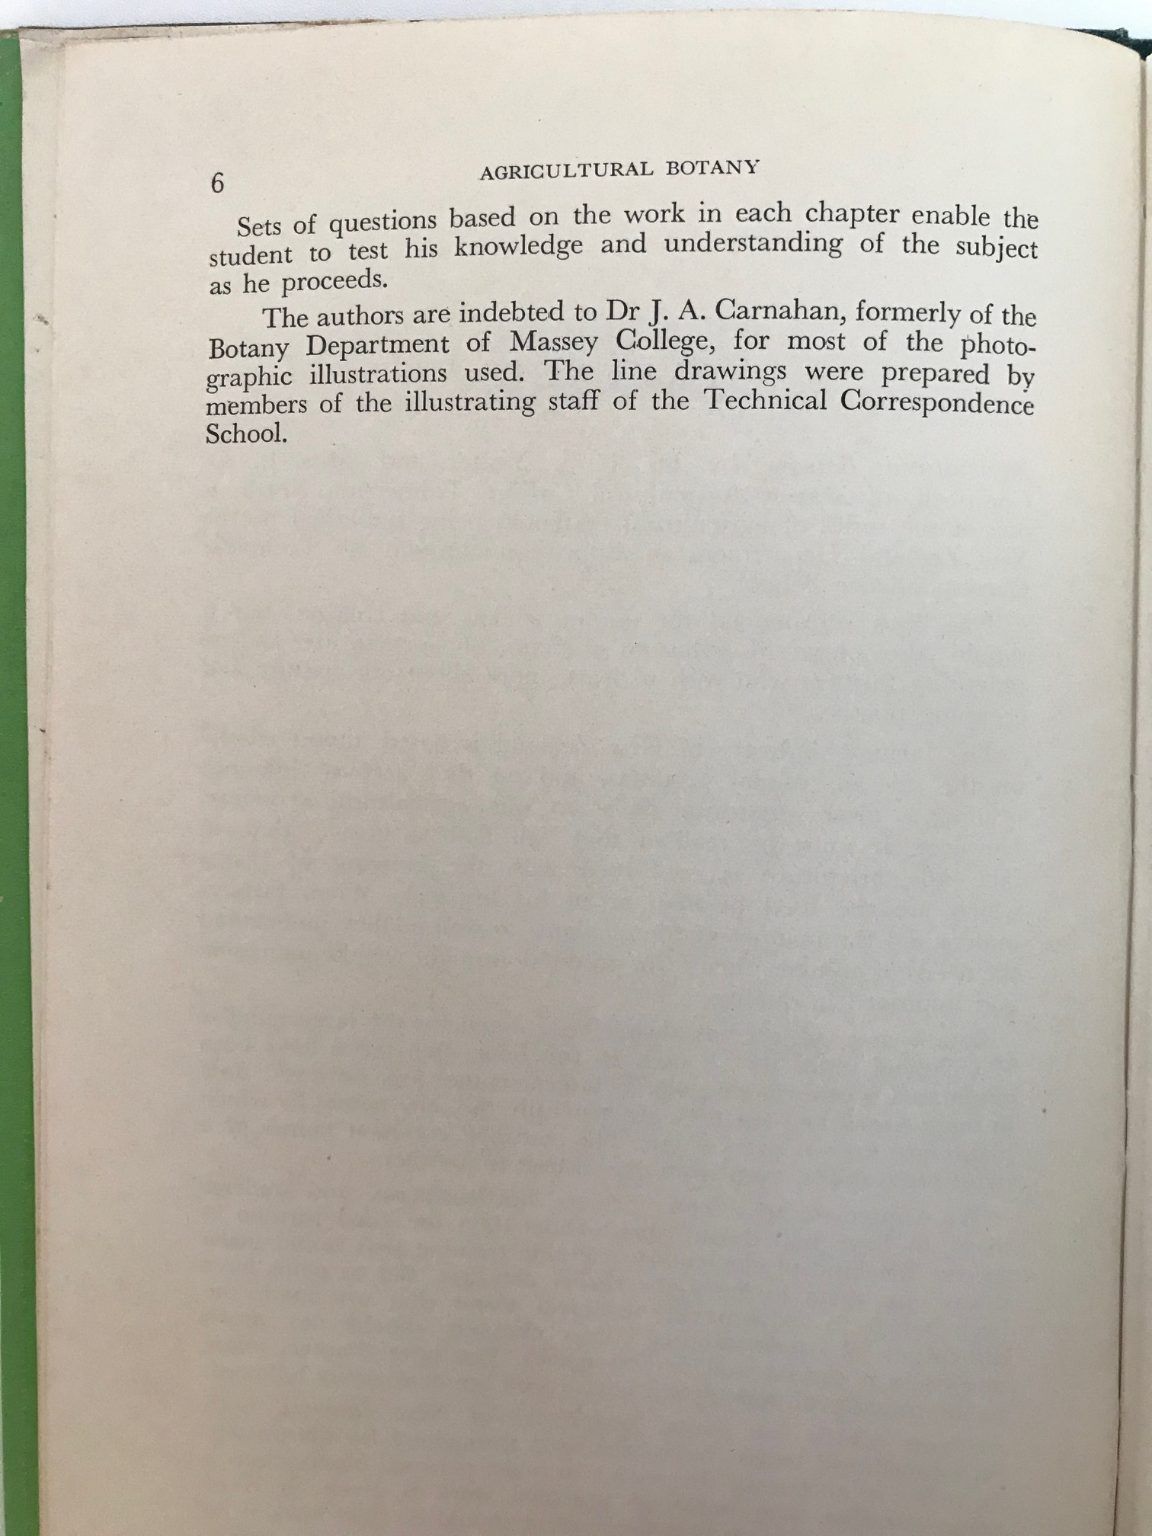 6 AGRICULTURAL BOTANY
Sets of questions based on the work in each chapter enable the
student to test his knowledge and understanding of the subject
as he proceeds.
The authors are indebted to Dr J. A. Carnahan, formerly of the
Botany Department of Massey College, for most of the photo-
graphic illustrations used. The line drawings were prepared by
members of the illustrating staff of the Technical Correspondence
School.